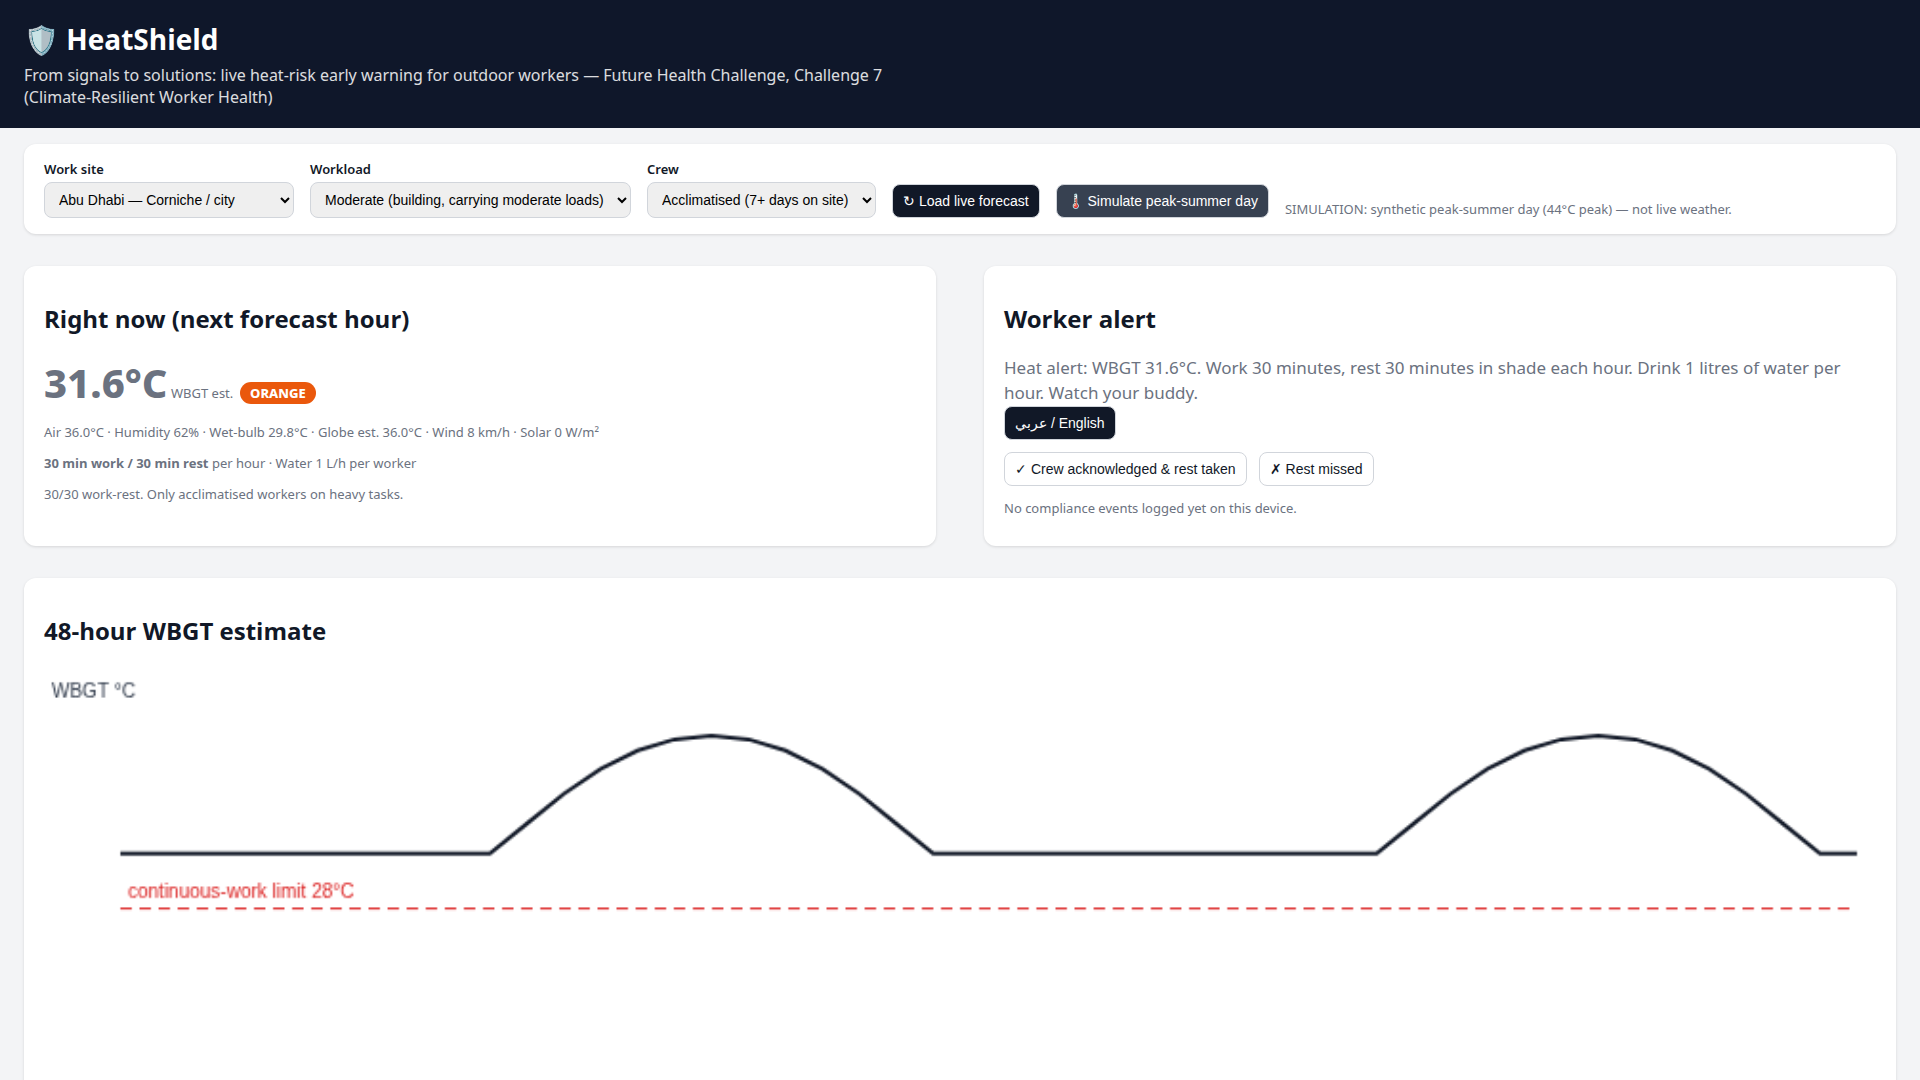 🛡️ HeatShield
From signals to solutions: live heat-risk early warning for outdoor workers — Future Health Challenge, Challenge 7
(Climate-Resilient Worker Health)
Work site
Workload
Crew
Abu Dhabi — Corniche / city
Moderate (building, carrying moderate loads)
Acclimatised (7+ days on site)
↻ Load live forecast
🌡️ Simulate peak-summer day
SIMULATION: synthetic peak-summer day (44°C peak) — not live weather.
Right now (next forecast hour)
31.6°C WBGT est. ORANGE
Air 36.0°C · Humidity 62% · Wet-bulb 29.8°C · Globe est. 36.0°C · Wind 8 km/h · Solar 0 W/m²
30 min work / 30 min rest per hour · Water 1 L/h per worker
30/30 work-rest. Only acclimatised workers on heavy tasks.
Worker alert
Heat alert: WBGT 31.6°C. Work 30 minutes, rest 30 minutes in shade each hour. Drink 1 litres of water per
hour. Watch your buddy.
عربي / English
✓ Crew acknowledged & rest taken
✗ Rest missed
No compliance events logged yet on this device.
48-hour WBGT estimate
WBGT °C
continuous-work limit 28°C